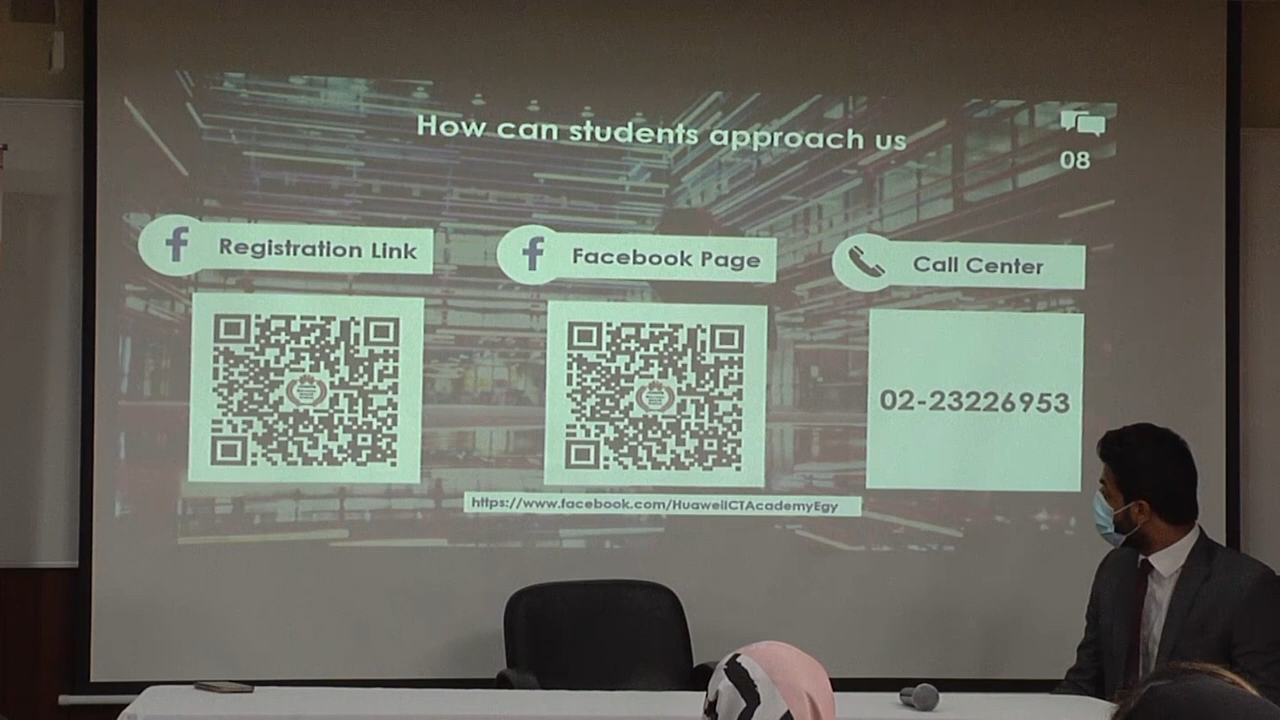 How can students approach us
08
Registration Link
Facebook Page
Call Center
02-23226953
https://www.facebook.com/HuaweiICTAcademyEgy